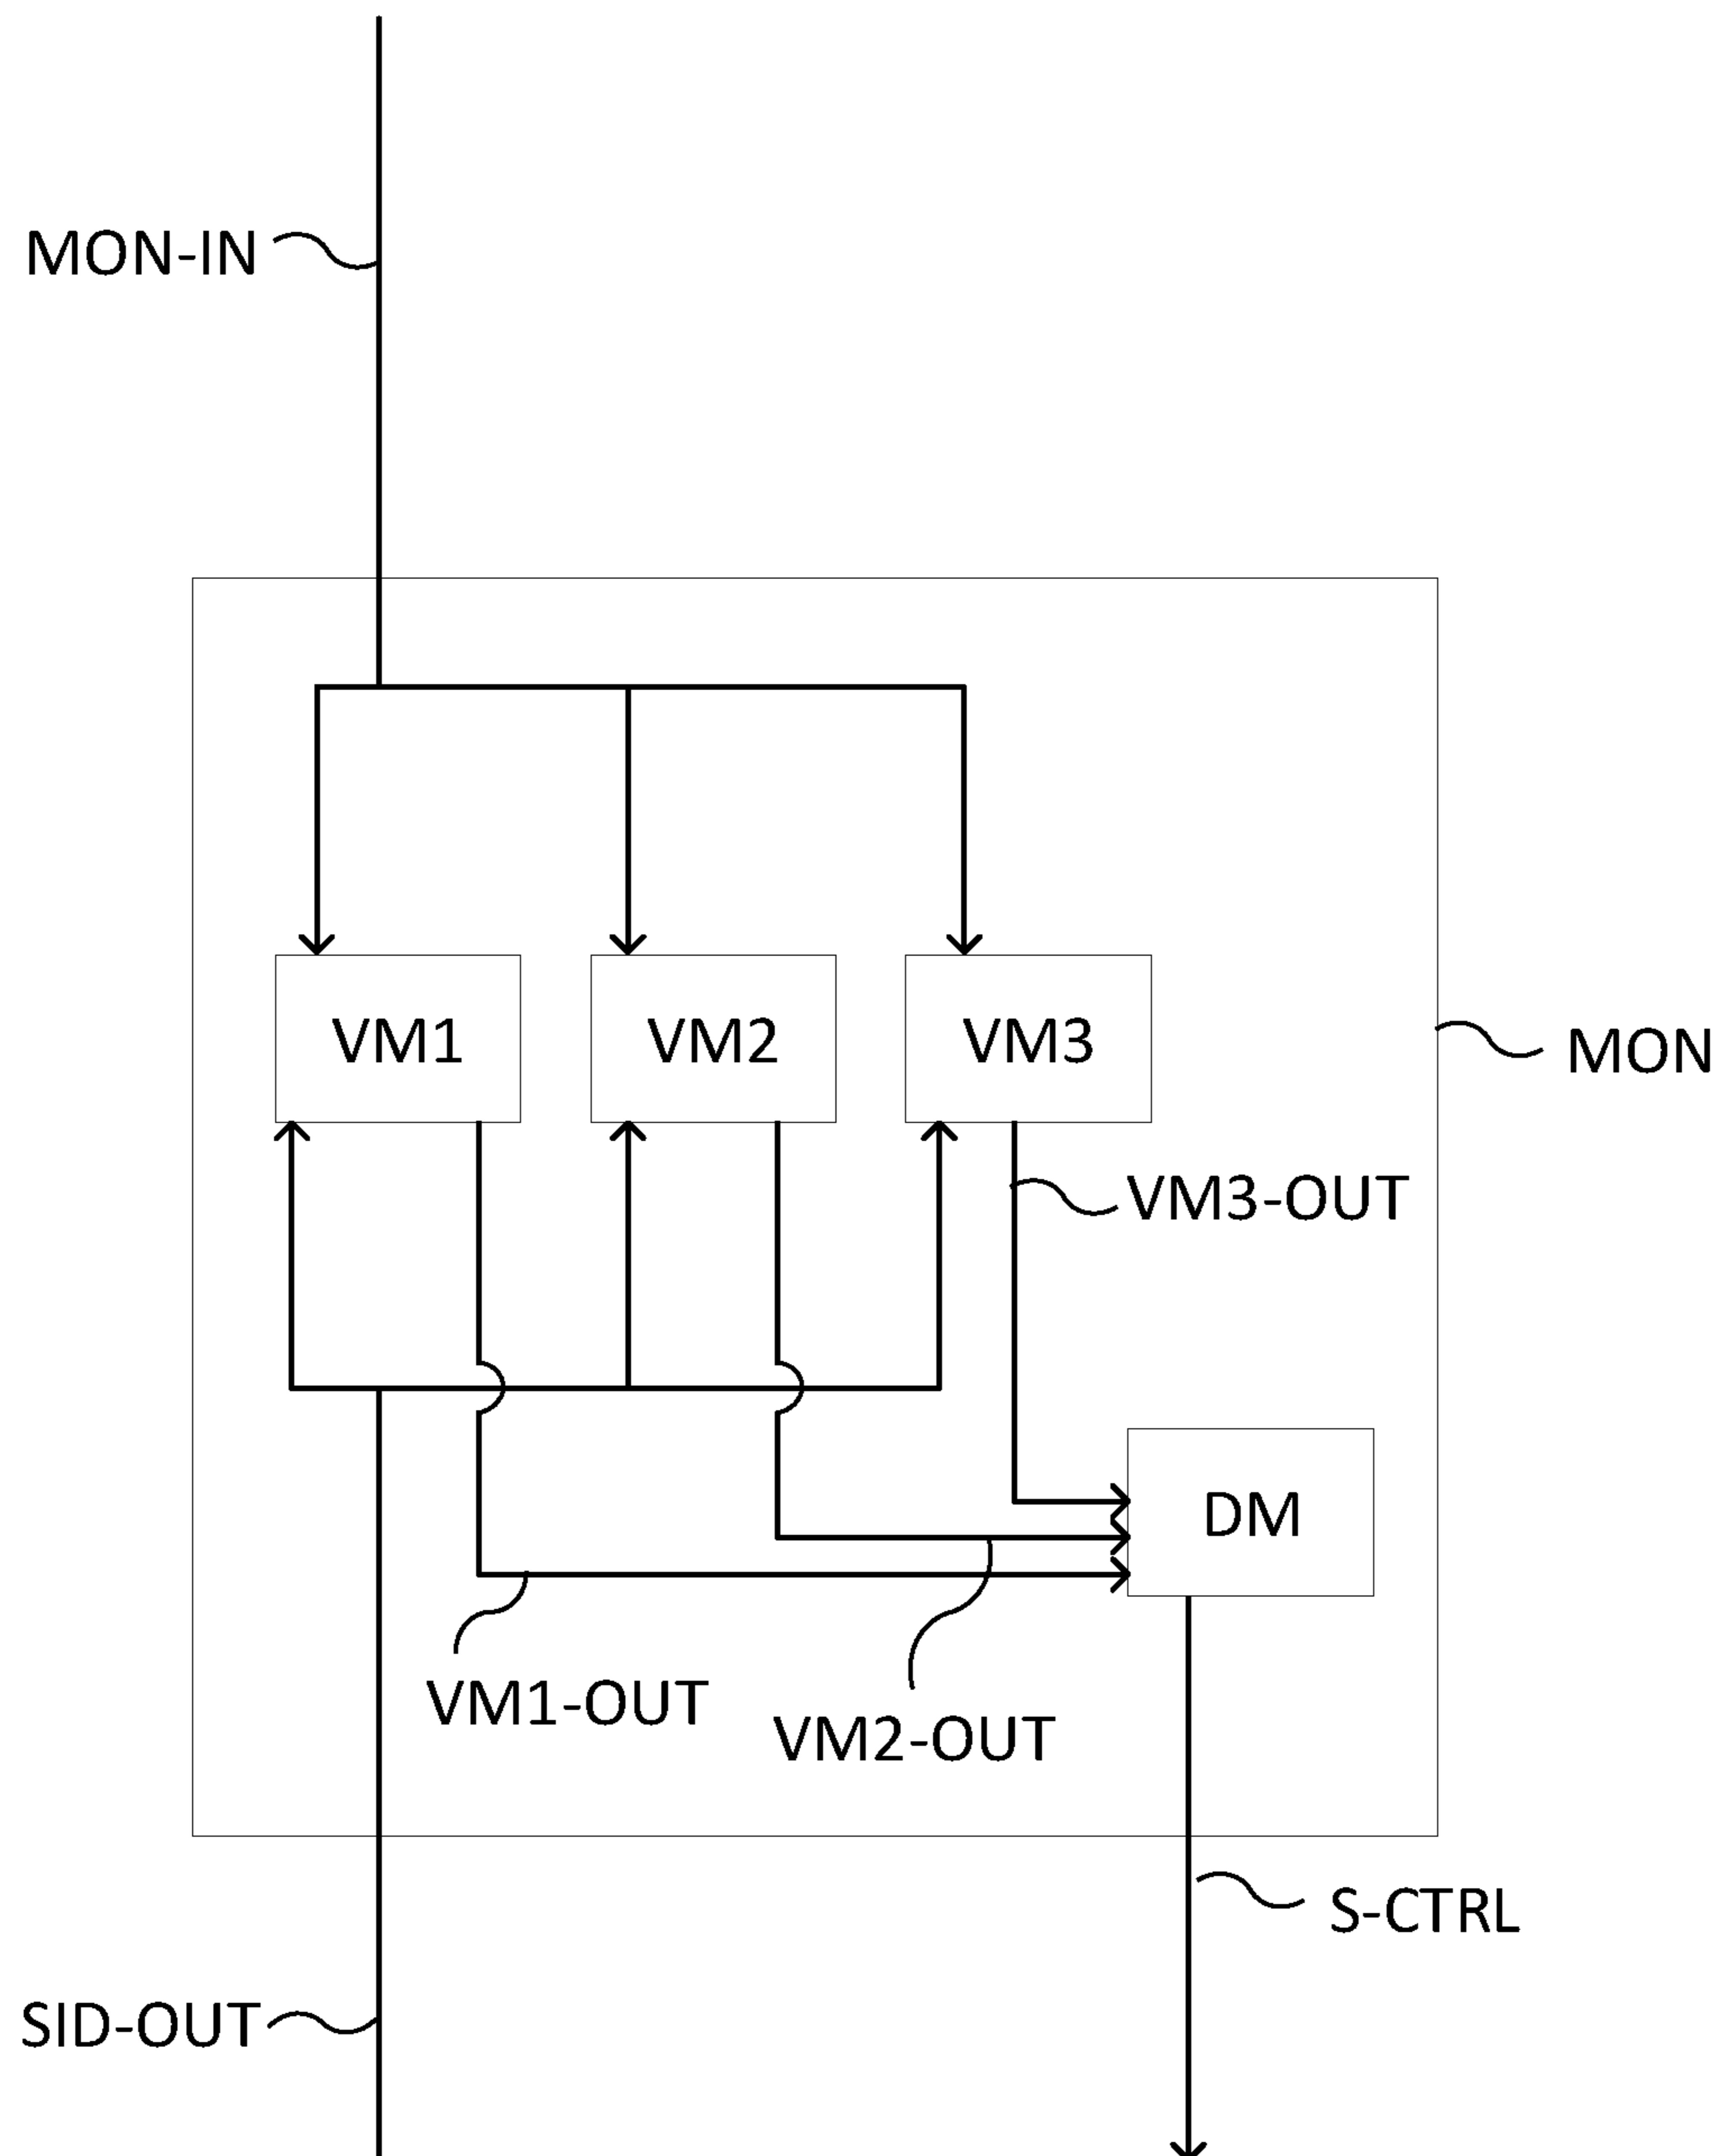 MON-IN
VM1
VM2
VM3
MON
VM3-OUT
DM
VM1-OUT
VM2-OUT
S-CTRL
SID-OUT